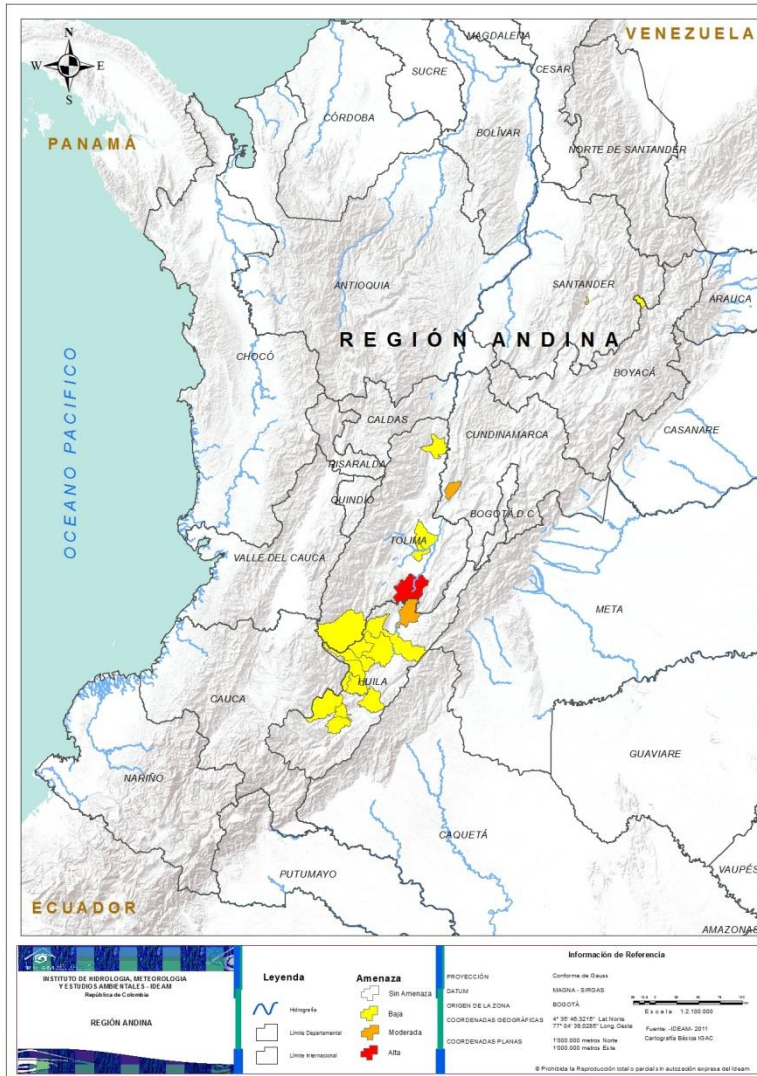 N
W E
S
VENEZUELA
MAGDALENA
CESAR
SUCRE
CÓRDOBA
BOLÍVAR
PANAMÁ
NORTE DE SANTANDER
ANTIOQUIA
SANTANDER
ARAUCA
REGIÓN ANDINA
CHOCÓ
BOYACÁ
OCEANO PACIFICO
CALDAS
CUNDINAMARCA
CASANARE
RISARALDA
QUINDÍO
BOGOTÁ D.C
TOLIMA
VALLE DEL CAUCA
META
HUILA
CAUCA
GUAVIARE
NARIÑO
CAQUETÁ
VAUPÉS
PUTUMAYO
ECUADOR
AMAZONAS
INSTITUTO DE HIDROLOGIA, METEOROLOGIA
Y ESTUDIOS AMBIENTALES - IDEAM
República de Colombia
REGIÓN ANDINA
Leyenda
Hidrografía
Límite Departamental
Límite Internacional
Amenaza
Sin Amenaza
Baja
Moderada
Alta
Información de Referencia
PROYECCIÓN Conforme de Gauss
DATUM MAGNA - SIRGAS
ORIGEN DE LA ZONA BOGOTÁ
COORDENADAS GEOGRÁFICAS 4° 35' 46,3215" Lat.Norte
77° 04' 39,0285" Long. Oeste
COORDENADAS PLANAS 1'000.000 metros Norte
1'000.000 metros Este
Escala 1:2.100.000
Fuente: -IDEAM- 2011
Cartografía Básica IGAC
© Prohibida la Reproducción total o parcial sin autorización expresa del Ideam